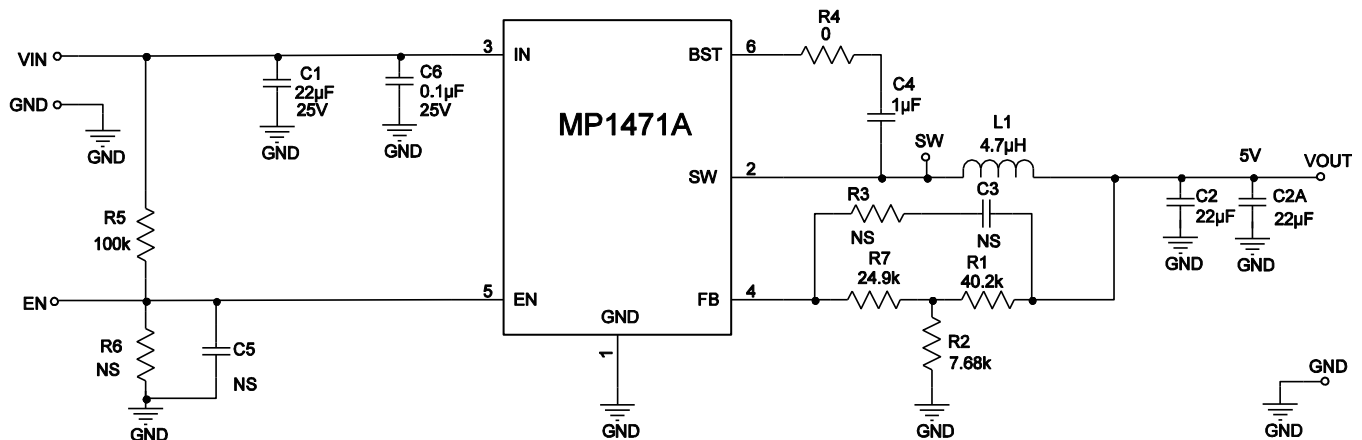 VIN
GND
GND
C1
22µF
25V
GND
C6
0.1µF
25V
GND
3
IN
MP1471A
BST
6
R4
0
C4
1µF
SW
2
SW
L1
4.7µH
5V
VOUT
C2
22µF
GND
C2A
22µF
GND
R3
NS
C3
NS
R7
24.9k
R1
40.2k
FB
4
R2
7.68k
GND
R5
100k
EN
5
EN
GND
1
GND
R6
NS
C5
NS
GND
GND
GND